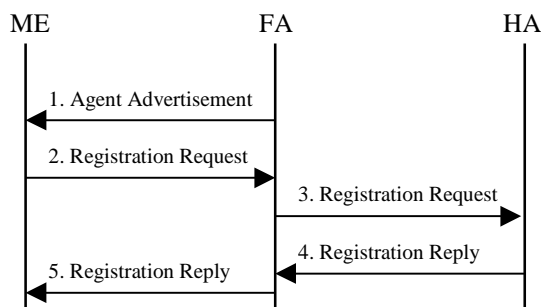 ME FA HA
1. Agent Advertisement
2. Registration Request
3. Registration Request
4. Registration Reply
5. Registration Reply